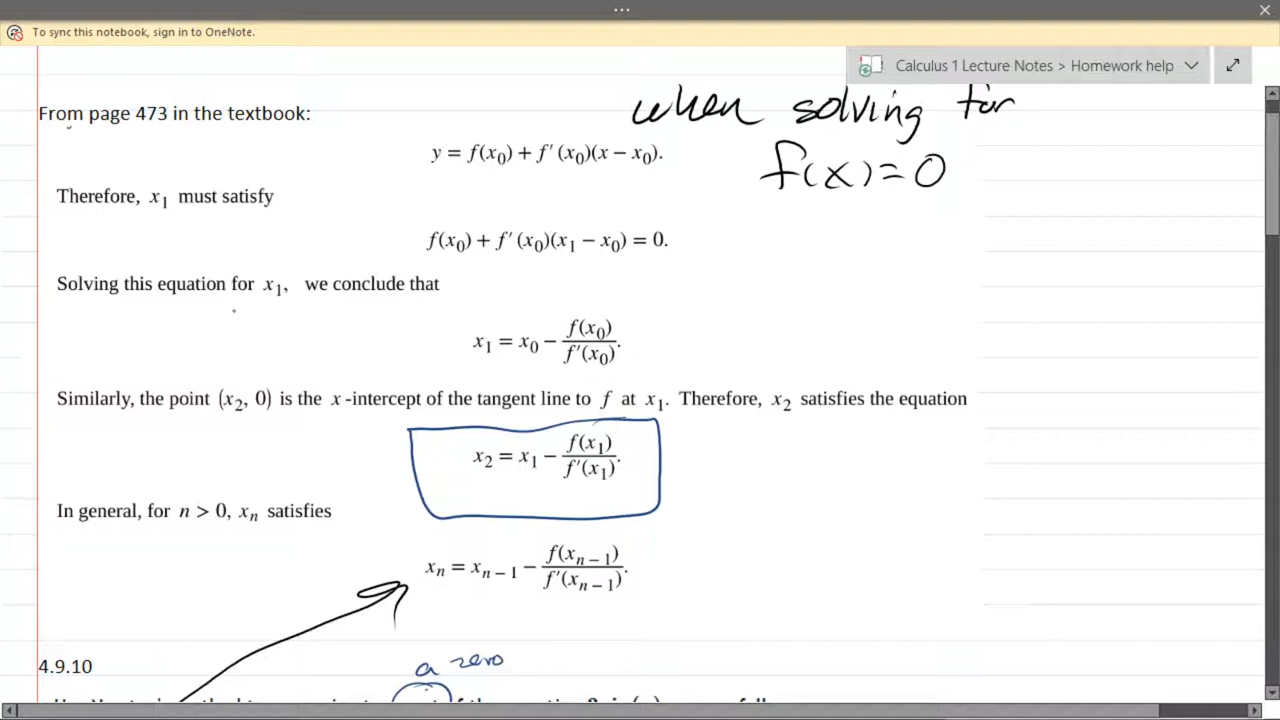 To sync this notebook, sign in to OneNote.
Calculus 1 Lecture Notes > Homework help
when solving for
f(x)=0
From page 473 in the textbook:
y = f(x₀) + f′(x₀)(x − x₀).
Therefore, x₁ must satisfy
f(x₀) + f′(x₀)(x₁ − x₀) = 0.
Solving this equation for x₁, we conclude that
x₁ = x₀ − f(x₀)/f′(x₀).
Similarly, the point (x₂, 0) is the x-intercept of the tangent line to f at x₁. Therefore, x₂ satisfies the equation
x₂ = x₁ − f(x₁)/f′(x₁).
In general, for n > 0, xₙ satisfies
xₙ = xₙ₋₁ − f(xₙ₋₁)/f′(xₙ₋₁).
a zero
4.9.10